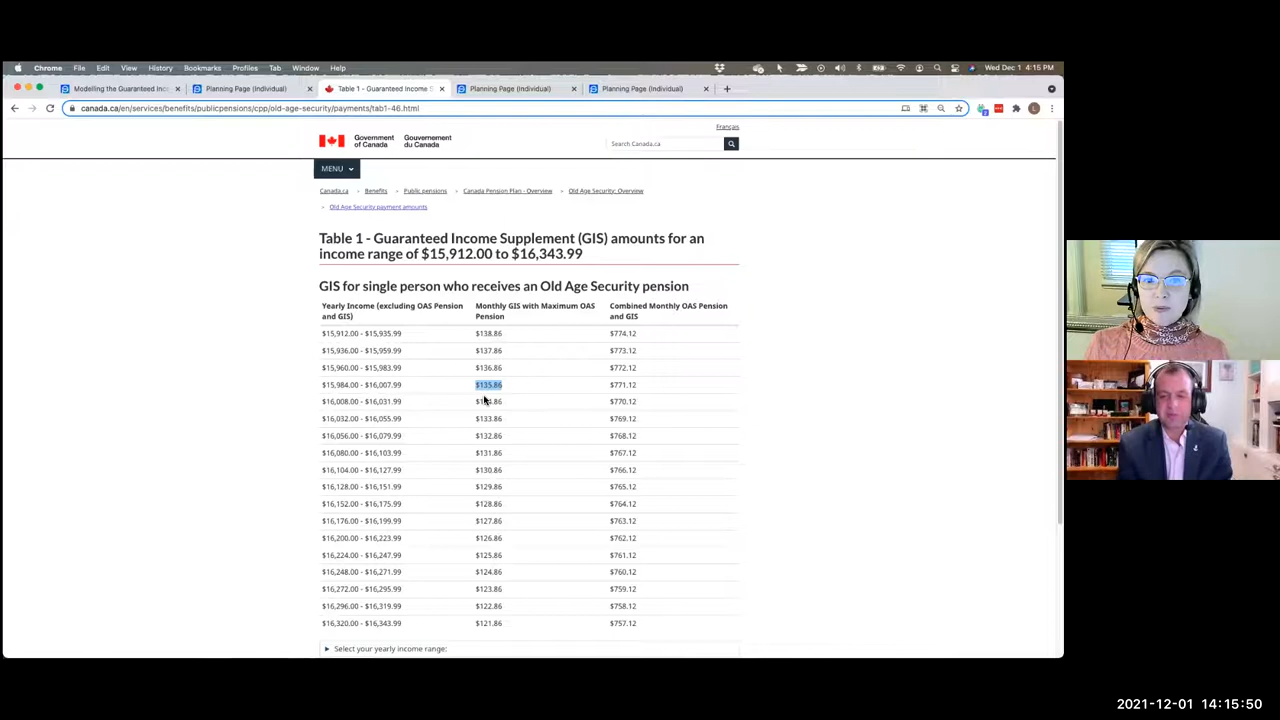 Chrome File Edit View History Bookmarks Profiles Tab Window Help Wed Dec 1 4:15 PM
Modelling the Guaranteed Inc Planning Page (Individual) Table 1 - Guaranteed Income S Planning Page (Individual) Planning Page (Individual)
canada.ca/en/services/benefits/publicpensions/cpp/old-age-security/payments/tab1-46.html
Français
Government of Canada
Gouvernement du Canada
Search Canada.ca
MENU
Canada.ca > Benefits > Public pensions > Canada Pension Plan - Overview > Old Age Security: Overview
> Old Age Security payment amounts
Table 1 - Guaranteed Income Supplement (GIS) amounts for an
income range of $15,912.00 to $16,343.99
GIS for single person who receives an Old Age Security pension
Yearly Income (excluding OAS Pension and GIS) Monthly GIS with Maximum OAS Pension Combined Monthly OAS Pension and GIS
$15,912.00 - $15,935.99 $138.86 $774.12
$15,936.00 - $15,959.99 $137.86 $773.12
$15,960.00 - $15,983.99 $136.86 $772.12
$15,984.00 - $16,007.99 $135.86 $771.12
$16,008.00 - $16,031.99 $770.12
$16,032.00 - $16,055.99 $133.86 $769.12
$16,056.00 - $16,079.99 $132.86 $768.12
$16,080.00 - $16,103.99 $131.86 $767.12
$16,104.00 - $16,127.99 $130.86 $766.12
$16,128.00 - $16,151.99 $129.86 $765.12
$16,152.00 - $16,175.99 $128.86 $764.12
$16,176.00 - $16,199.99 $127.86 $763.12
$16,200.00 - $16,223.99 $126.86 $762.12
$16,224.00 - $16,247.99 $125.86 $761.12
$16,248.00 - $16,271.99 $124.86 $760.12
$16,272.00 - $16,295.99 $123.86 $759.12
$16,296.00 - $16,319.99 $122.86 $758.12
$16,320.00 - $16,343.99 $121.86 $757.12
Select your yearly income range:
2021-12-01 14:15:50